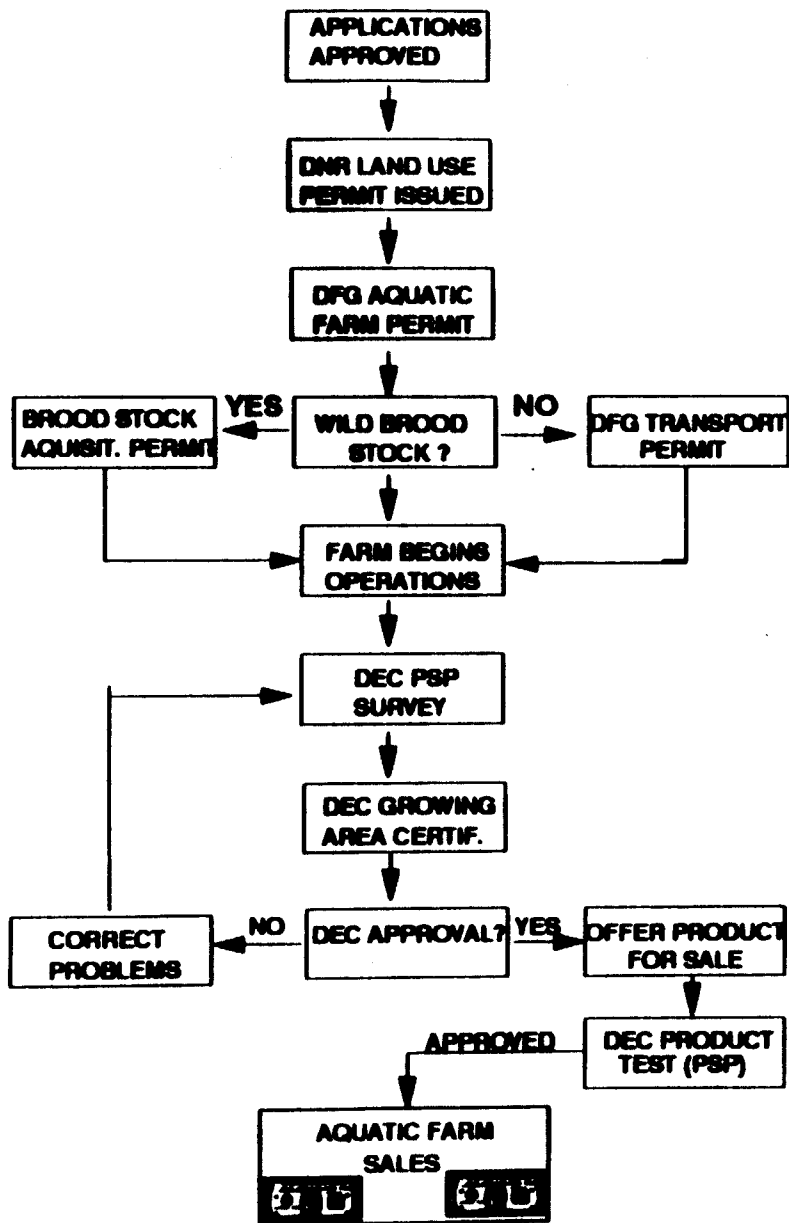 APPLICATIONS
APPROVED
DNR LAND USE
PERMIT ISSUED
DFG AQUATIC
FARM PERMIT
BROOD STOCK
AQUISIT. PERMIT
YES
WILD BROOD
STOCK ?
NO
DFG TRANSPORT
PERMIT
FARM BEGINS
OPERATIONS
DEC PSP
SURVEY
DEC GROWING
AREA CERTIF.
CORRECT
PROBLEMS
NO
DEC APPROVAL?
YES
OFFER PRODUCT
FOR SALE
DEC PRODUCT
TEST (PSP)
APPROVED
AQUATIC FARM
SALES